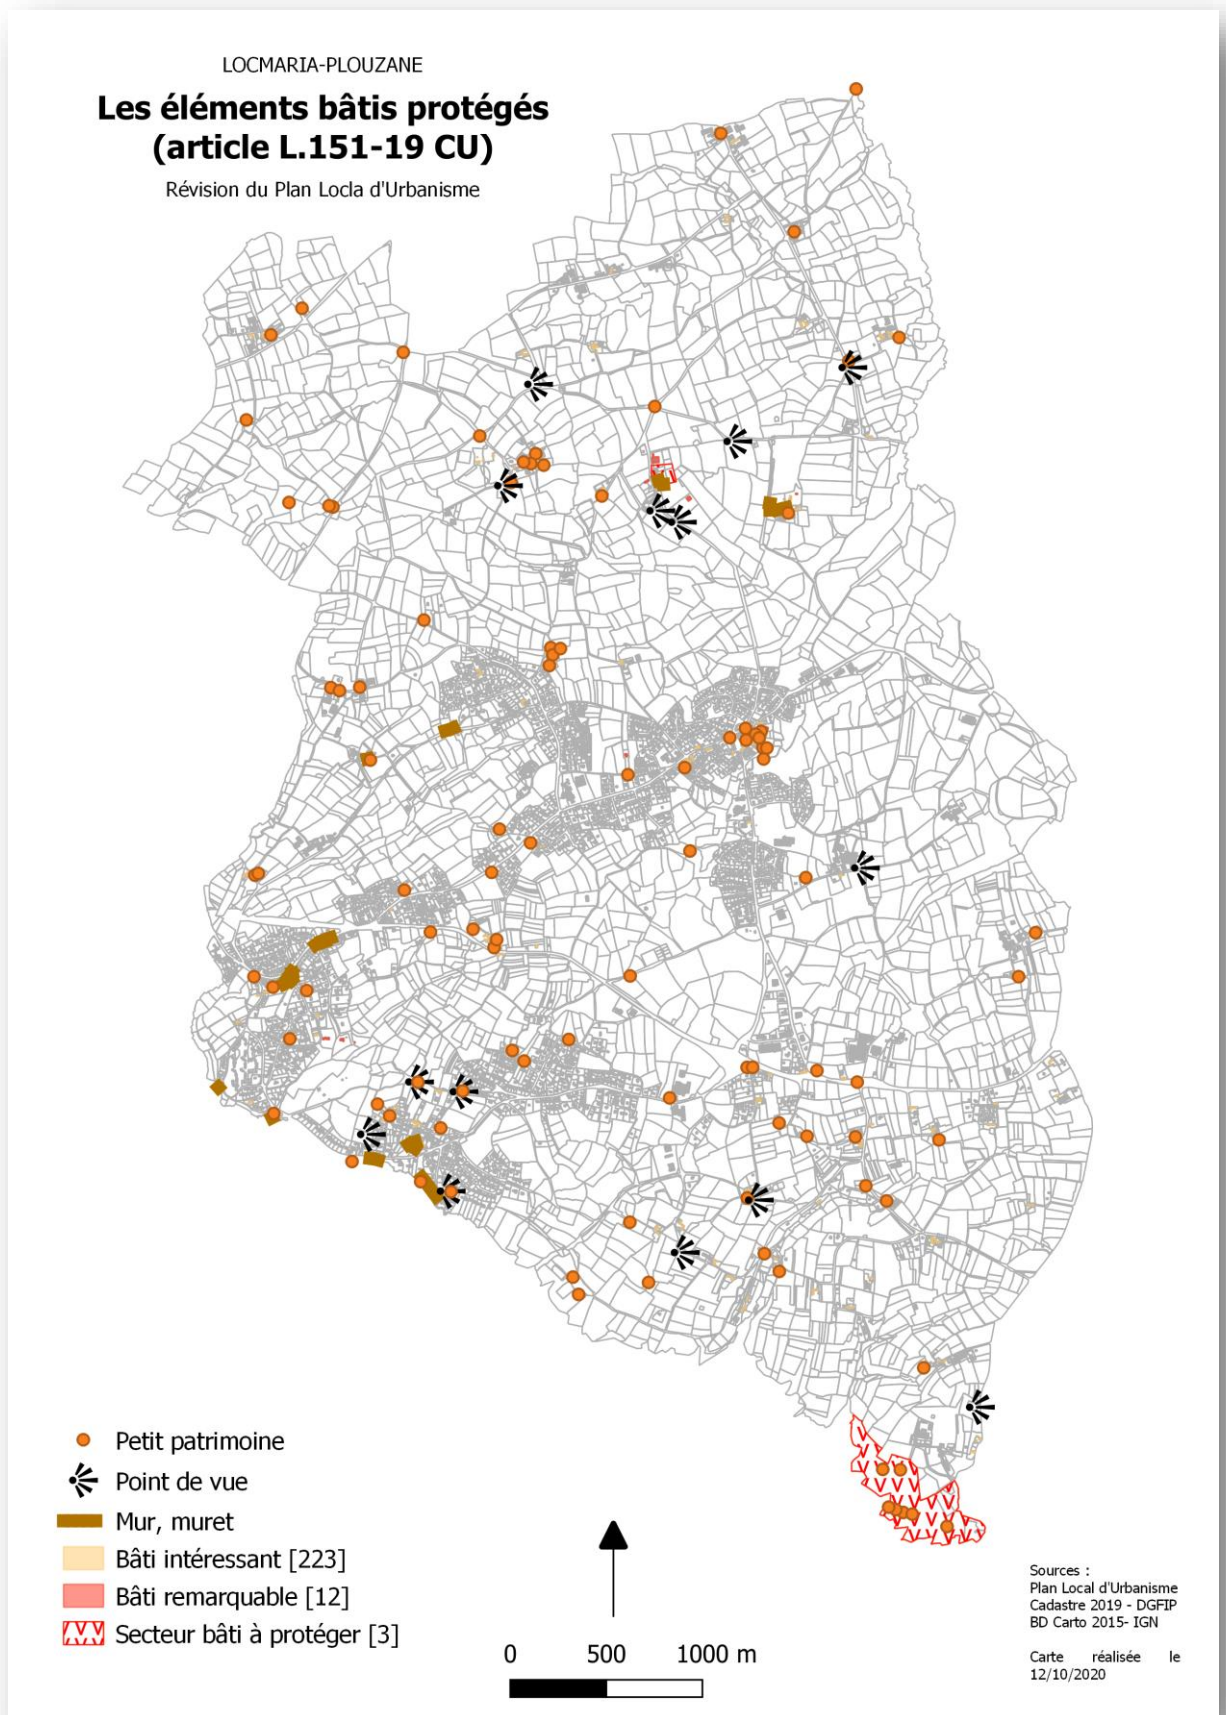 LOCMARIA-PLOUZANE
Les éléments bâtis protégés
(article L.151-19 CU)
Révision du Plan Locla d'Urbanisme
Petit patrimoine
Point de vue
Mur, muret
Bâti intéressant [223]
Bâti remarquable [12]
Secteur bâti à protéger [3]
0 500 1000 m
Sources :
Plan Local d'Urbanisme
Cadastre 2019 - DGFIP
BD Carto 2015- IGN
Carte réalisée le
12/10/2020